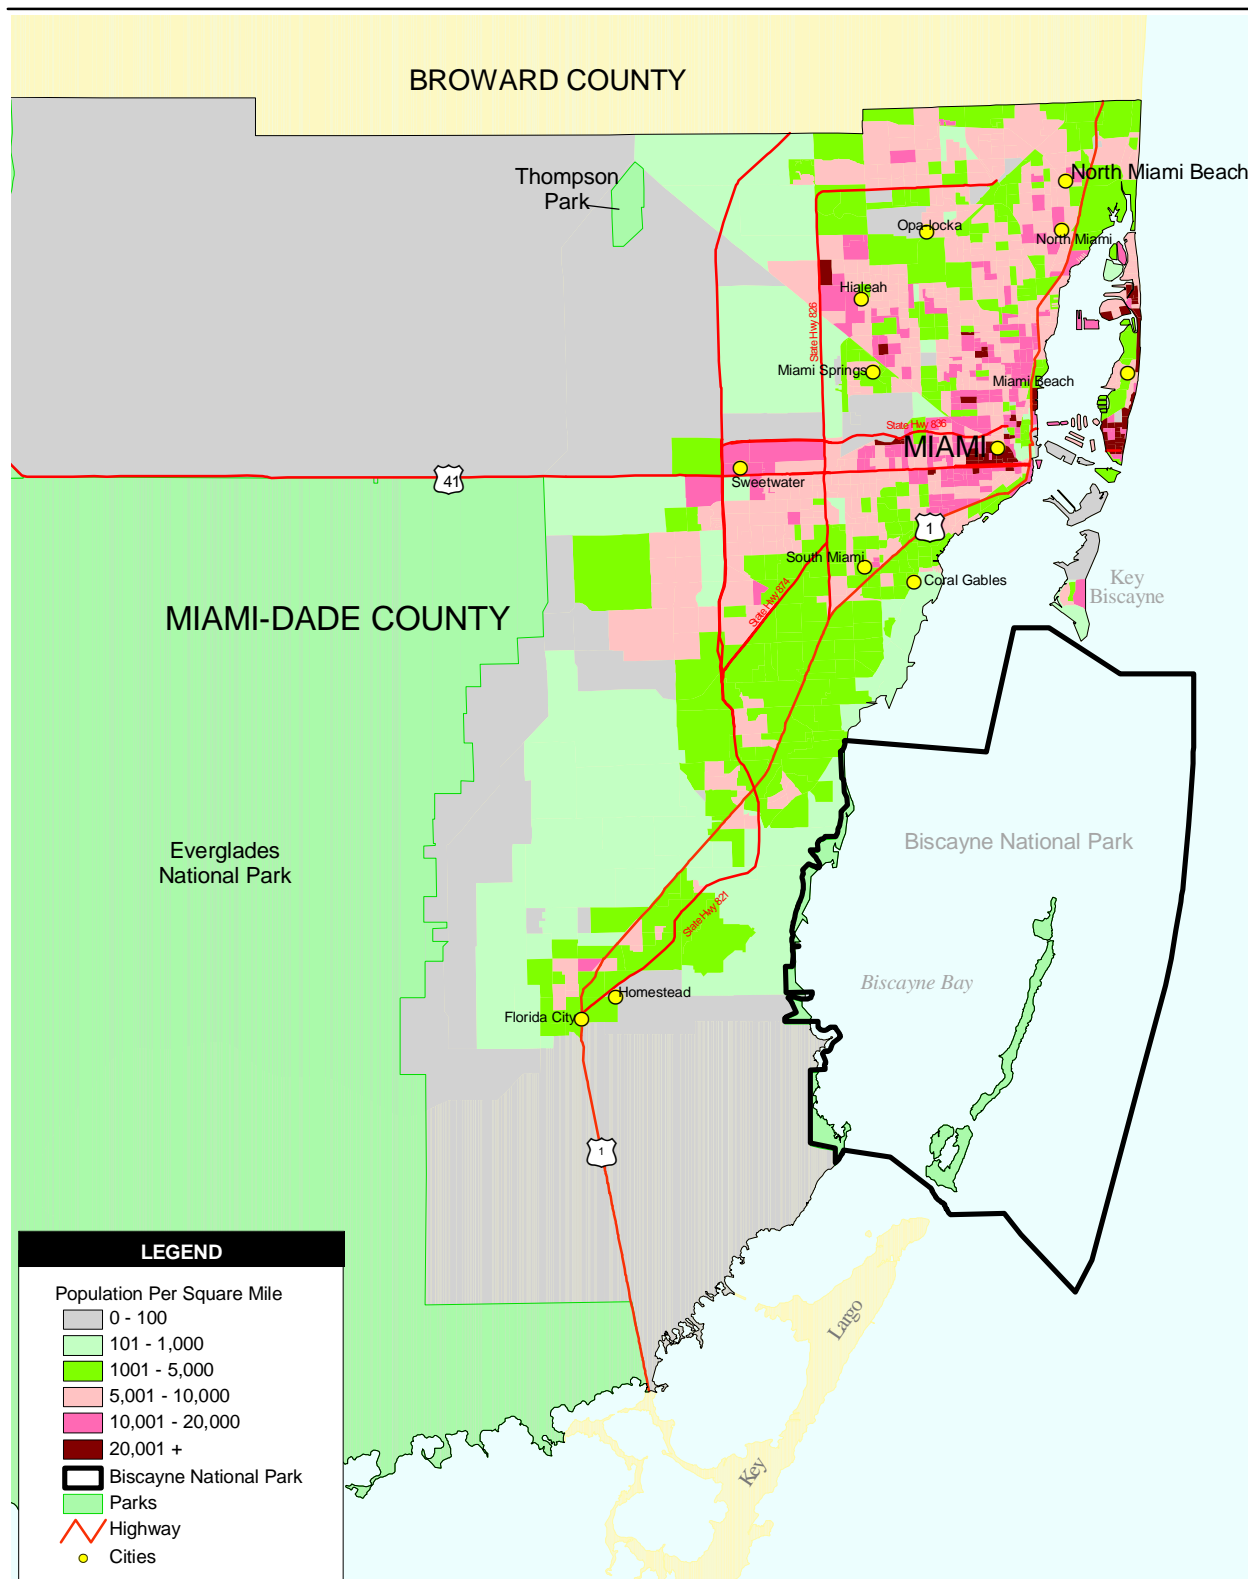 BROWARD COUNTY
Thompson
Park
North Miami Beach
Opa-locka
North Miami
Hialeah
State Hwy 826
Miami Springs
Miami Beach
State Hwy 836
MIAMI
41
Sweetwater
1
South Miami
Coral Gables
Key
Biscayne
State Hwy 874
MIAMI-DADE COUNTY
Everglades
National Park
Biscayne National Park
State Hwy 821
Biscayne Bay
Homestead
Florida City
1
LEGEND
Population Per Square Mile
0 - 100
101 - 1,000
1001 - 5,000
5,001 - 10,000
10,001 - 20,000
20,001 +
Biscayne National Park
Parks
Highway
Cities
Key
Largo